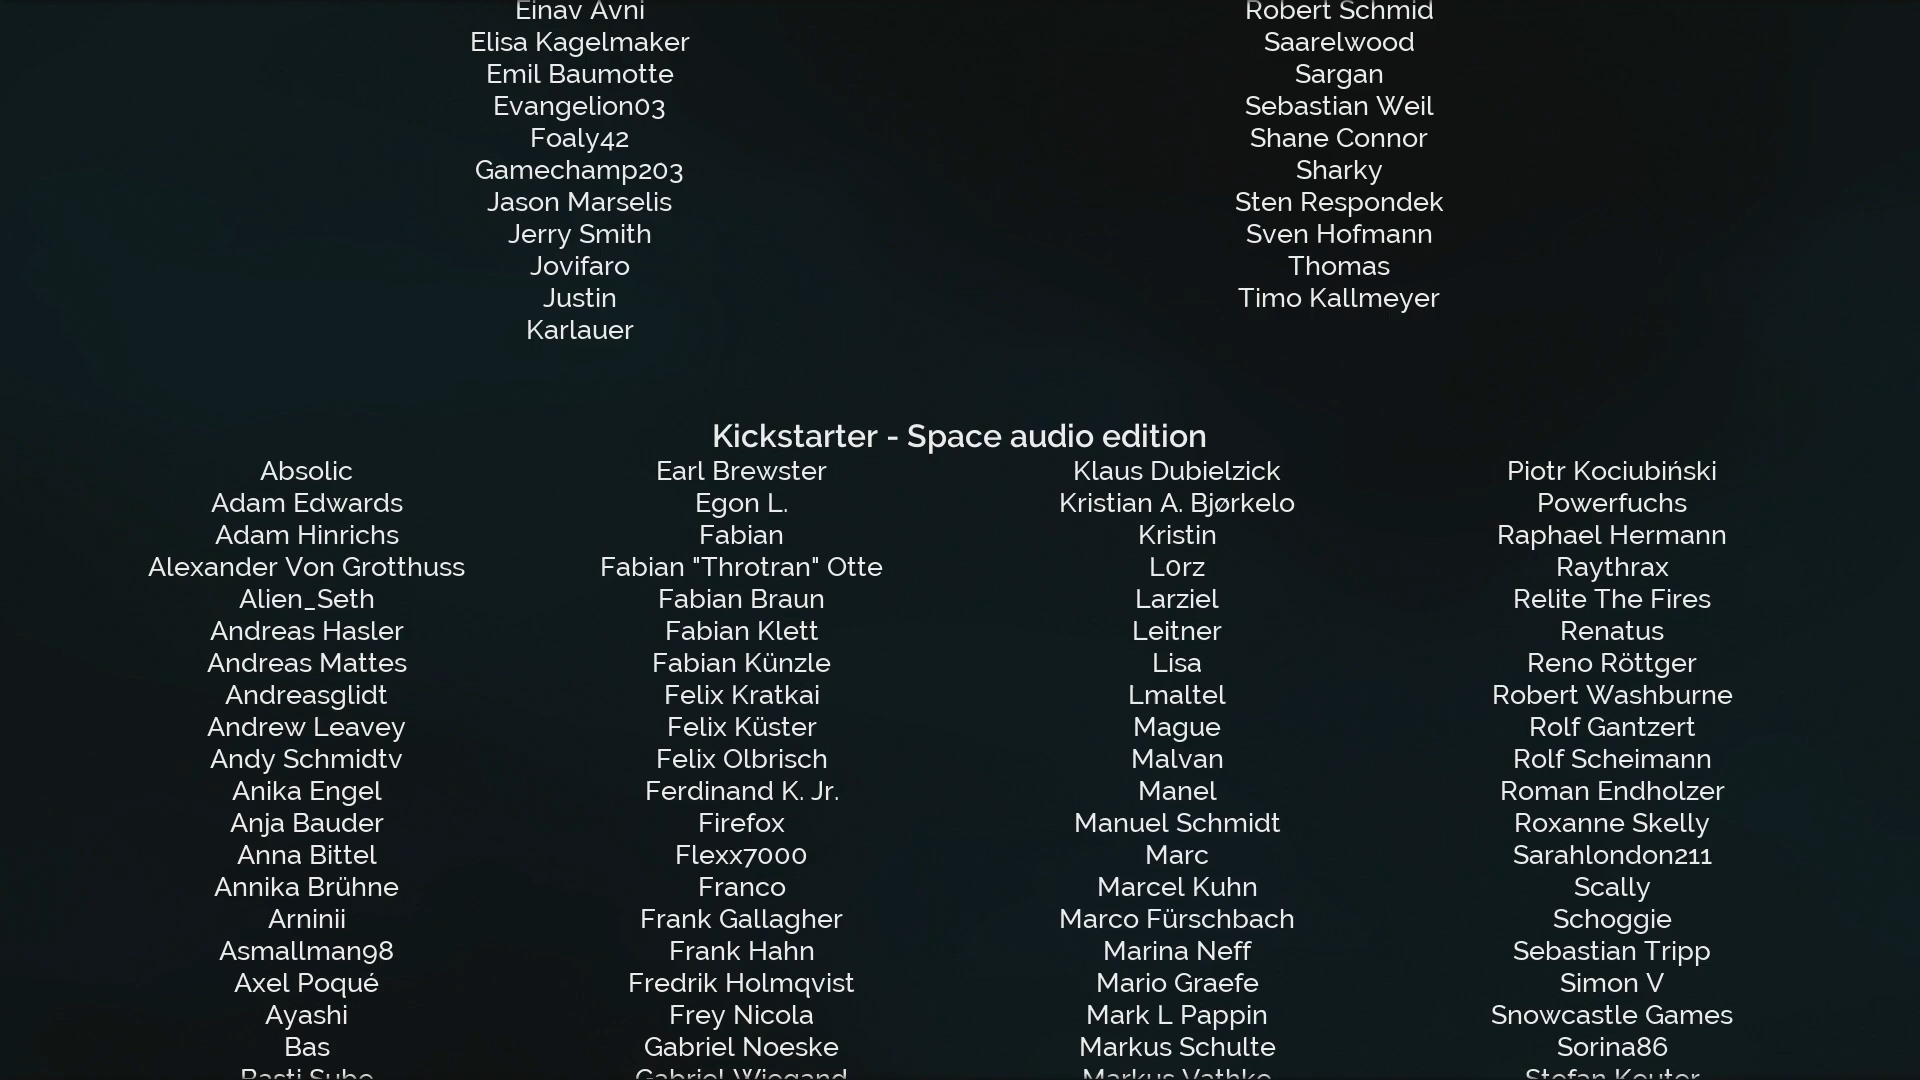 Einav Avni
Elisa Kagelmaker
Emil Baumotte
Evangelion03
Foaly42
Gamechamp203
Jason Marselis
Jerry Smith
Jovifaro
Justin
Karlauer
Robert Schmid
Saarelwood
Sargan
Sebastian Weil
Shane Connor
Sharky
Sten Respondek
Sven Hofmann
Thomas
Timo Kallmeyer
Kickstarter - Space audio edition
Absolic
Adam Edwards
Adam Hinrichs
Alexander Von Grotthuss
Alien_Seth
Andreas Hasler
Andreas Mattes
Andreasglidt
Andrew Leavey
Andy Schmidtv
Anika Engel
Anja Bauder
Anna Bittel
Annika Brühne
Arninii
Asmallman98
Axel Poqué
Ayashi
Bas
Earl Brewster
Egon L.
Fabian
Fabian "Throtran" Otte
Fabian Braun
Fabian Klett
Fabian Künzle
Felix Kratkai
Felix Küster
Felix Olbrisch
Ferdinand K. Jr.
Firefox
Flexx7000
Franco
Frank Gallagher
Frank Hahn
Fredrik Holmqvist
Frey Nicola
Gabriel Noeske
Gabriel Wiegand
Klaus Dubielzick
Kristian A. Bjørkelo
Kristin
L0rz
Larziel
Leitner
Lisa
Lmaltel
Mague
Malvan
Manel
Manuel Schmidt
Marc
Marcel Kuhn
Marco Fürschbach
Marina Neff
Mario Graefe
Mark L Pappin
Markus Schulte
Markus Vathke
Piotr Kociubiński
Powerfuchs
Raphael Hermann
Raythrax
Relite The Fires
Renatus
Reno Röttger
Robert Washburne
Rolf Gantzert
Rolf Scheimann
Roman Endholzer
Roxanne Skelly
Sarahlondon211
Scally
Schoggie
Sebastian Tripp
Simon V
Snowcastle Games
Sorina86